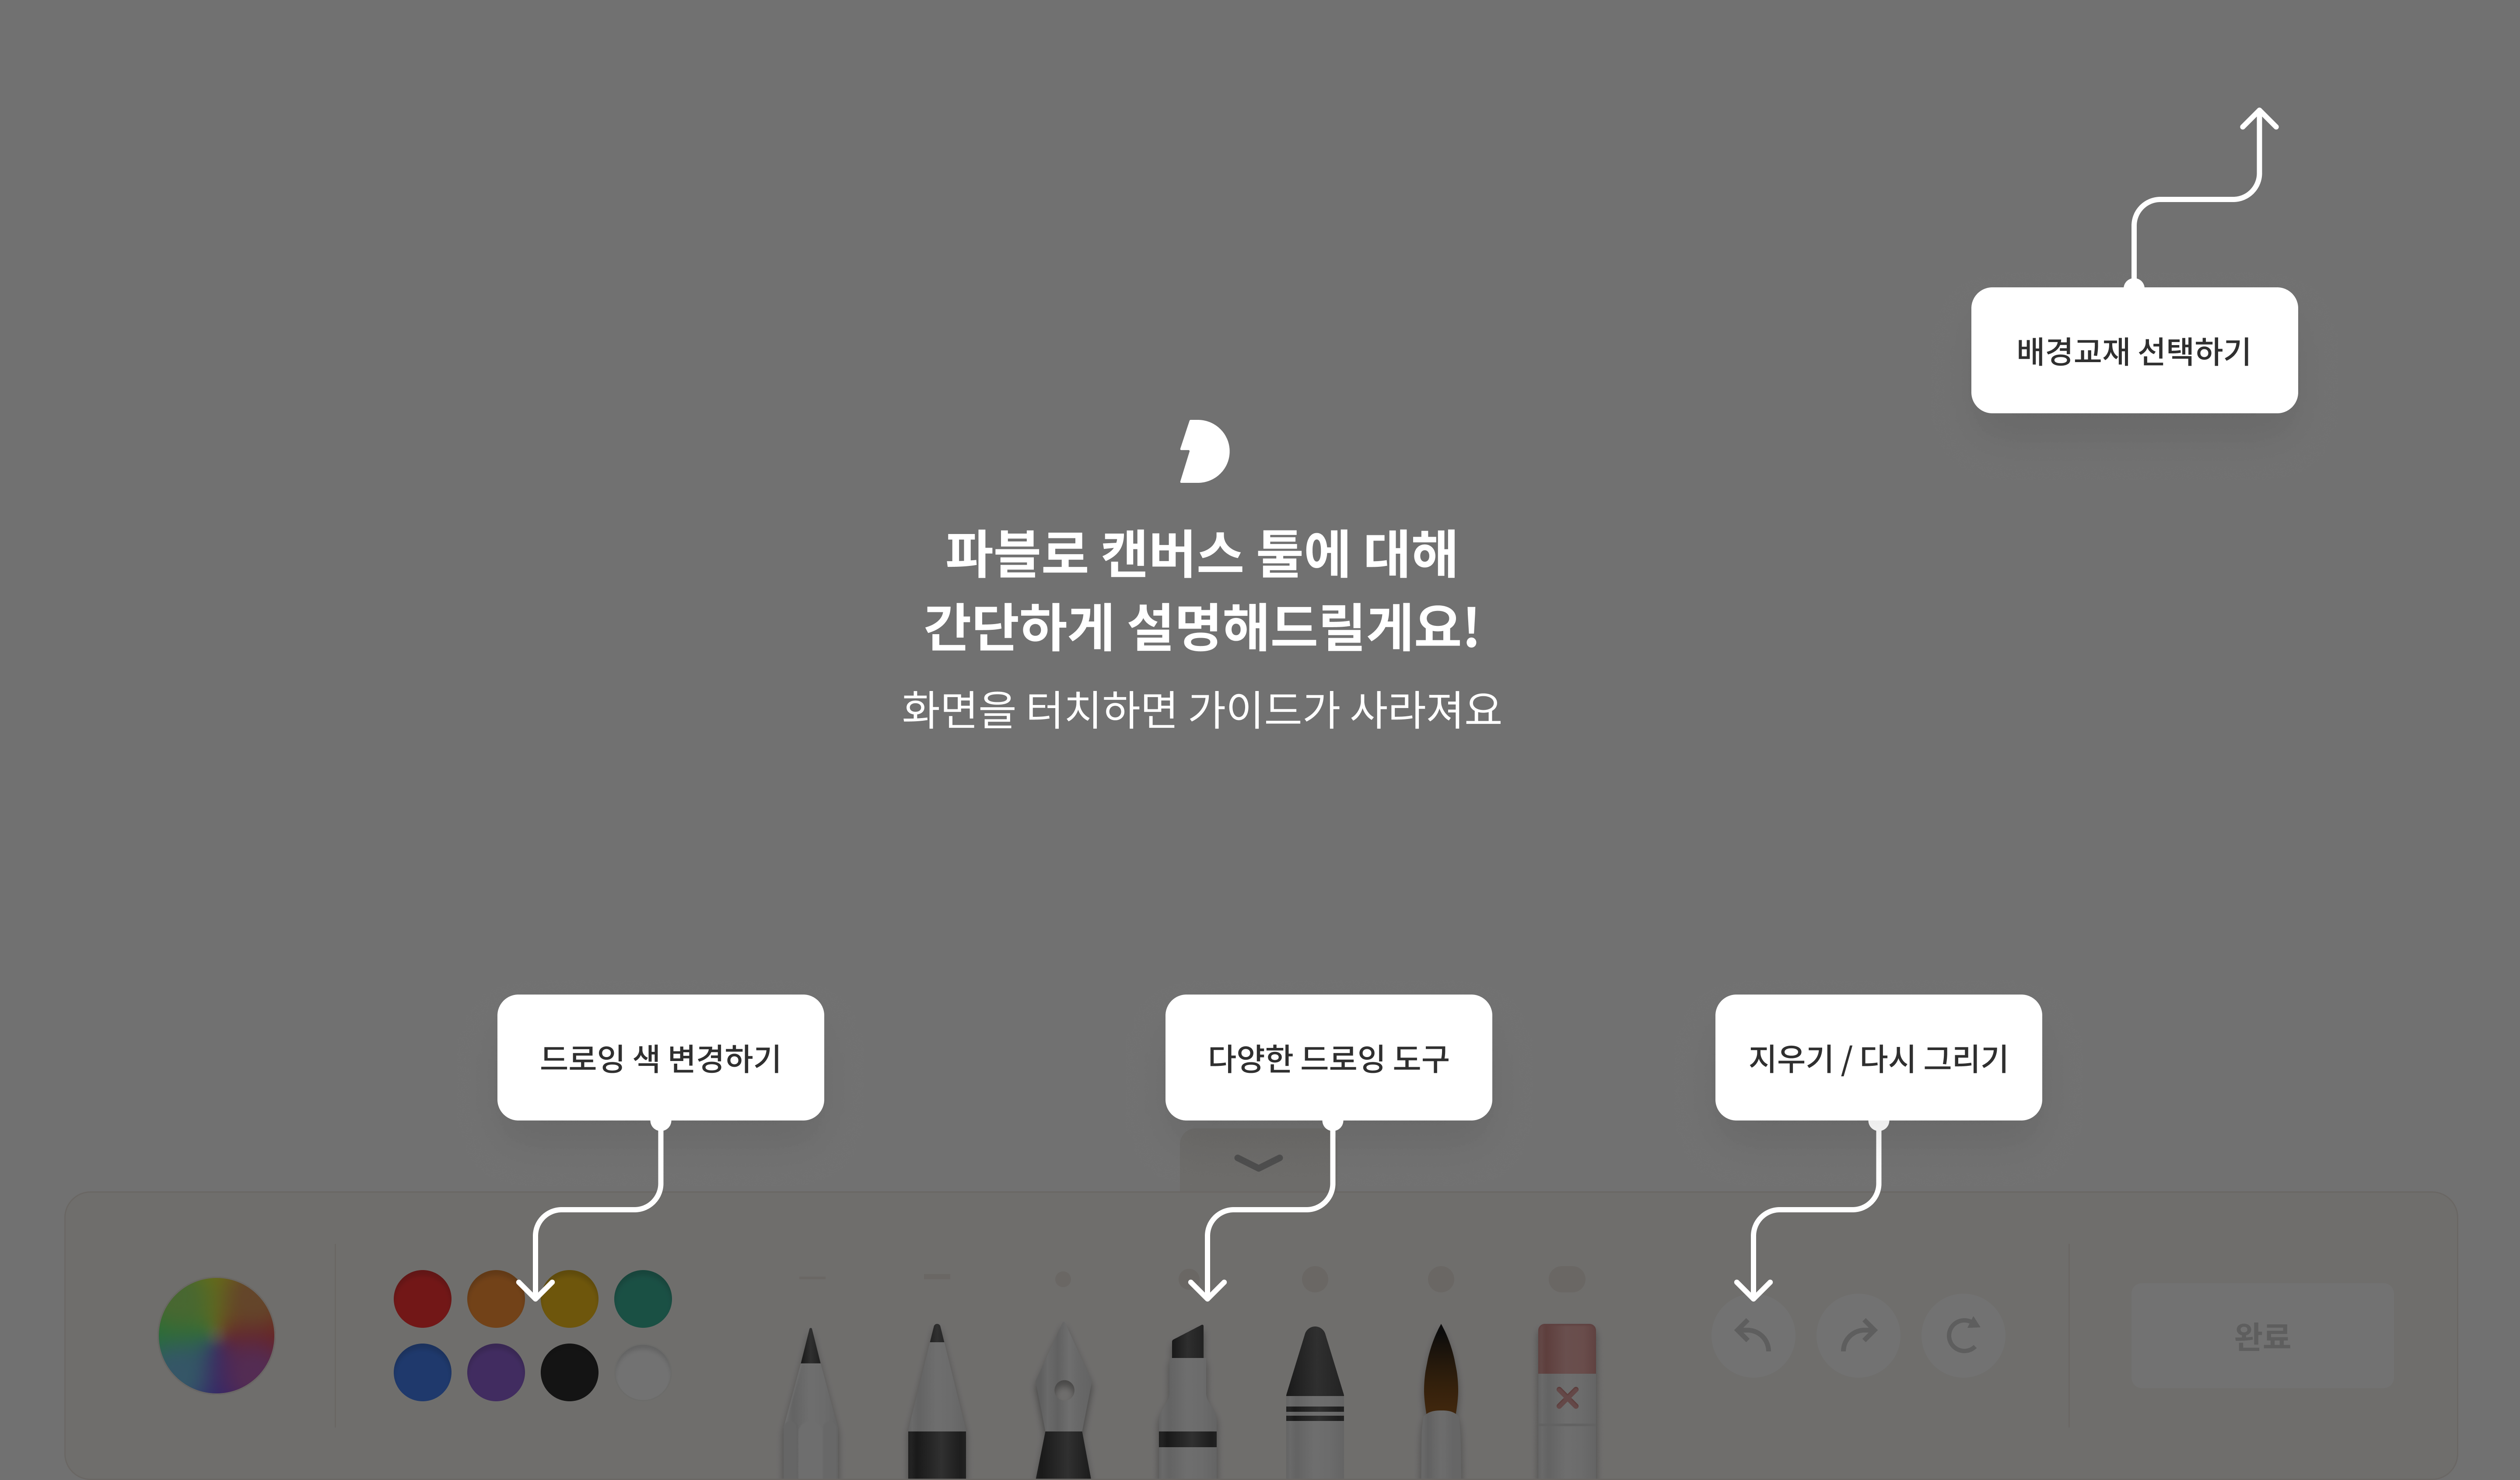 배경교재 선택하기
파블로 캔버스 툴에 대해
간단하게 설명해드릴게요!
화면을 터치하면 가이드가 사라져요
드로잉 색 변경하기
다양한 드로잉 도구
지우기 / 다시 그리기
완료